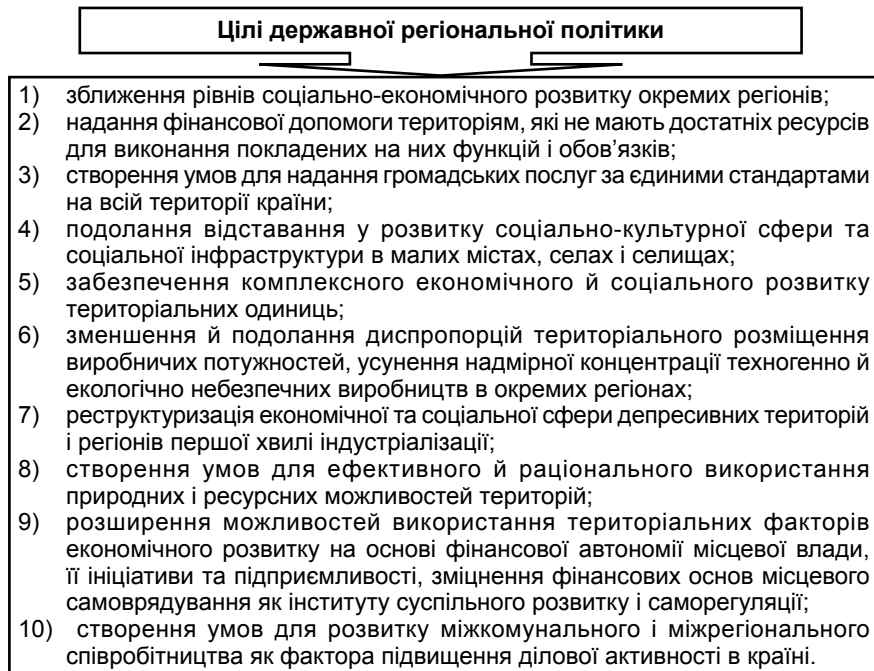 Цілі державної регіональної політики
1) зближення рівнів соціально-економічного розвитку окремих регіонів;
2) надання фінансової допомоги територіям, які не мають достатніх ресурсів
для виконання покладених на них функцій і обов’язків;
3) створення умов для надання громадських послуг за єдиними стандартами
на всій території країни;
4) подолання відставання у розвитку соціально-культурної сфери та
соціальної інфраструктури в малих містах, селах і селищах;
5) забезпечення комплексного економічного й соціального розвитку
територіальних одиниць;
6) зменшення й подолання диспропорцій територіального розміщення
виробничих потужностей, усунення надмірної концентрації техногенно й
екологічно небезпечних виробництв в окремих регіонах;
7) реструктуризація економічної та соціальної сфери депресивних територій
і регіонів першої хвилі індустріалізації;
8) створення умов для ефективного й раціонального використання
природних і ресурсних можливостей територій;
9) розширення можливостей використання територіальних факторів
економічного розвитку на основі фінансової автономії місцевої влади,
її ініціативи та підприємливості, зміцнення фінансових основ місцевого
самоврядування як інституту суспільного розвитку і саморегуляції;
10) створення умов для розвитку міжкомунального і міжрегіонального
співробітництва як фактора підвищення ділової активності в країні.